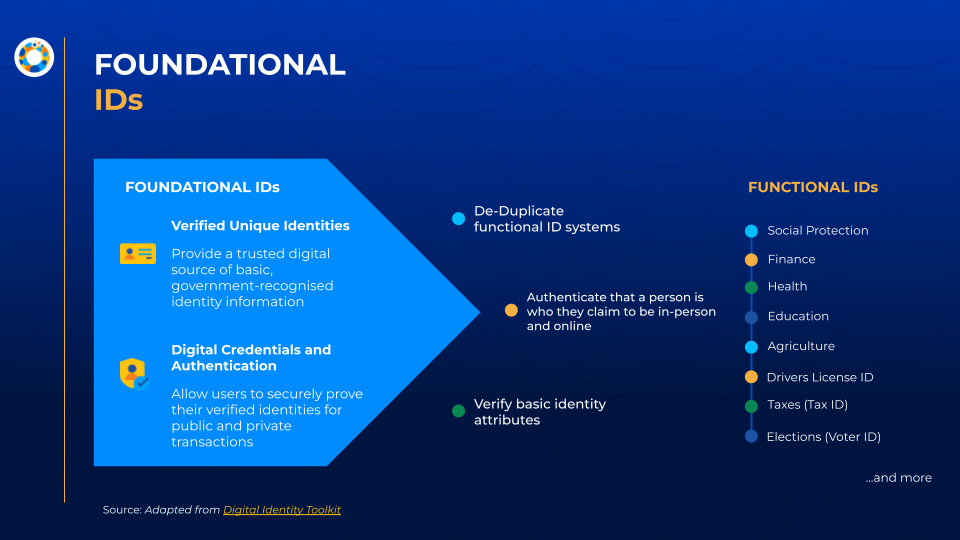 FOUNDATIONAL
IDs
FOUNDATIONAL IDs
Verified Unique Identities
Provide a trusted digital
source of basic,
government-recognised
identity information
Digital Credentials and
Authentication
Allow users to securely prove
their verified identities for
public and private
transactions
De-Duplicate
functional ID systems
Authenticate that a person is
who they claim to be in-person
and online
Verify basic identity
attributes
FUNCTIONAL IDs
Social Protection
Finance
Health
Education
Agriculture
Drivers License ID
Taxes (Tax ID)
Elections (Voter ID)
...and more
Source: Adapted from Digital Identity Toolkit